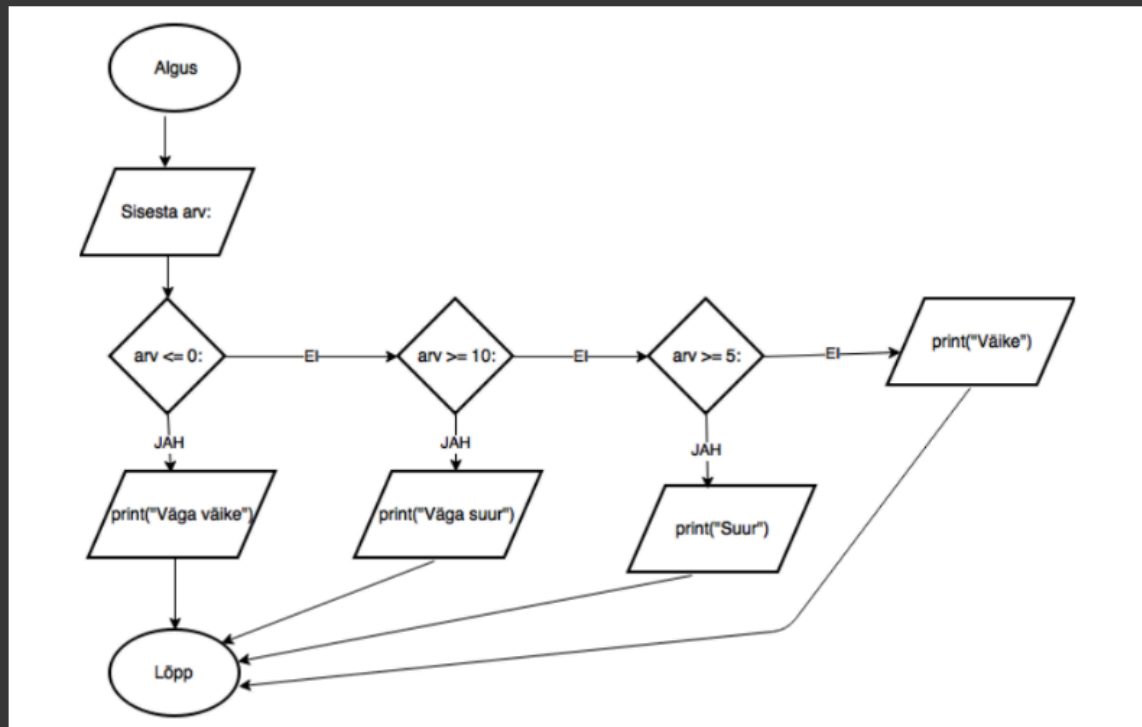 Algus
Sisesta arv:
arv <= 0:
EI
arv >= 10:
EI
arv >= 5:
EI
print("Väike")
JAH
JAH
JAH
print("Väga väike")
print("Väga suur")
print("Suur")
Lõpp